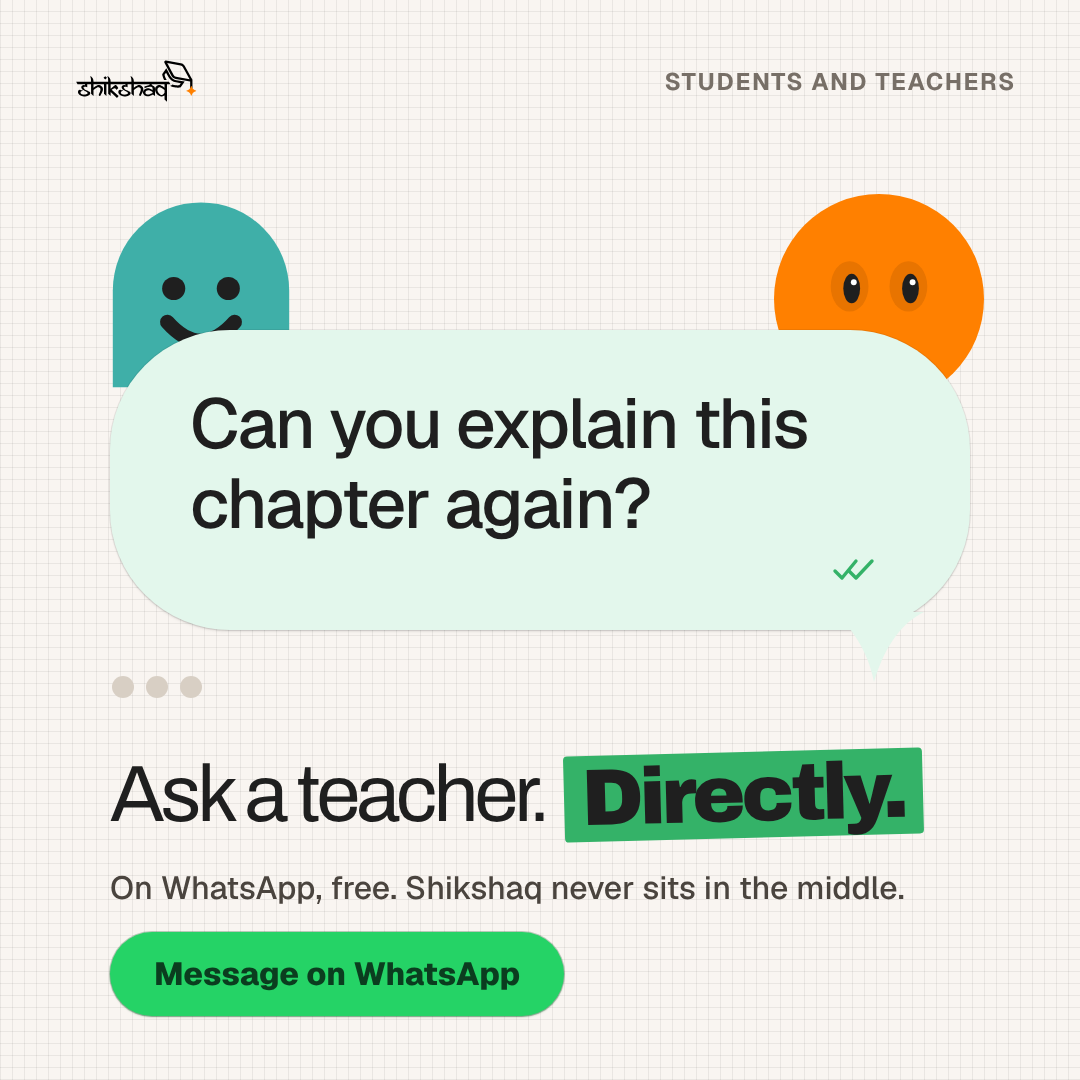 shikshaq
STUDENTS AND TEACHERS
Can you explain this
chapter again?
Ask a teacher. Directly.
On WhatsApp, free. Shikshaq never sits in the middle.
Message on WhatsApp